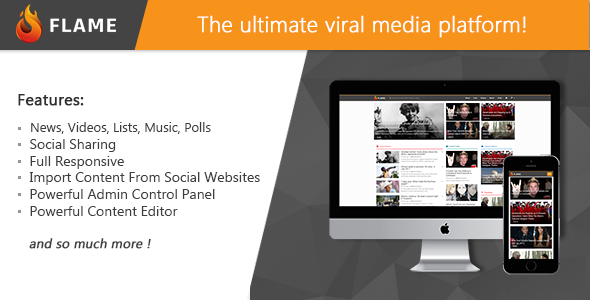 FLAME
The ultimate viral media platform!
Features:
News, Videos, Lists, Music, Polls
Social Sharing
Full Responsive
Import Content From Social Websites
Powerful Admin Control Panel
Powerful Content Editor
and so much more !